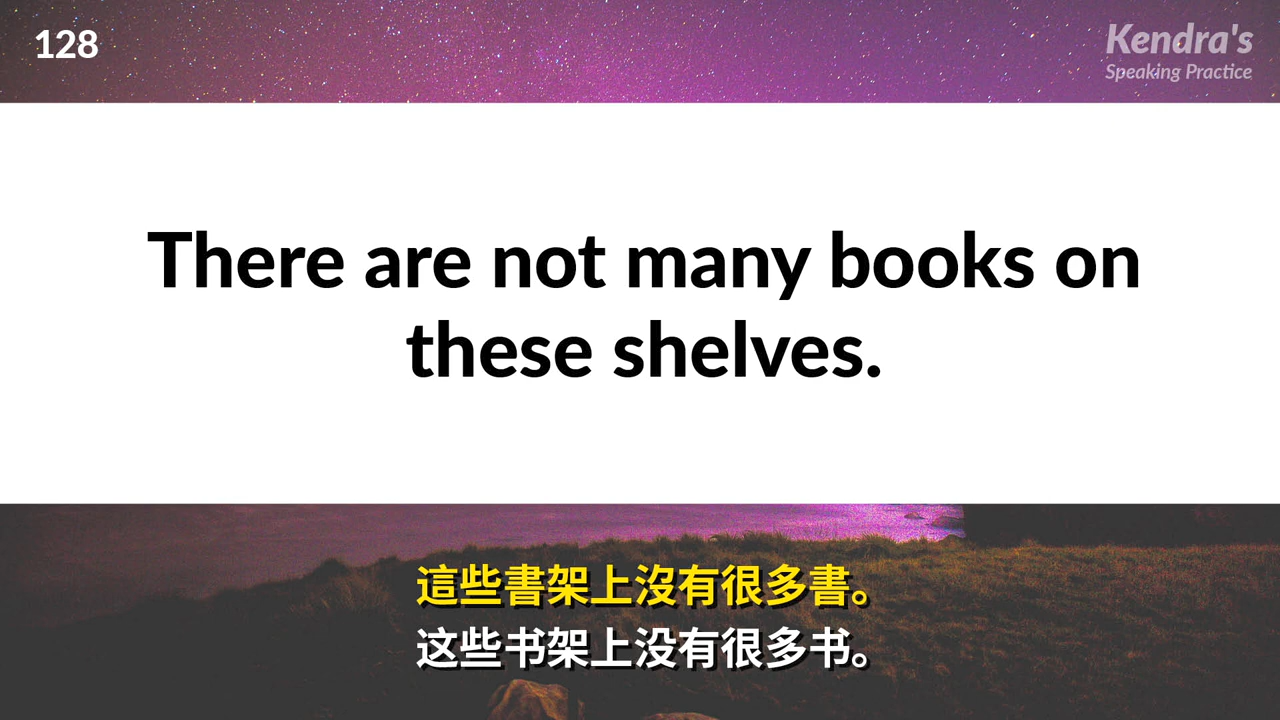 128
Kendra's
Speaking Practice
There are not many books on
these shelves.
這些書架上沒有很多書。
这些书架上没有很多书。